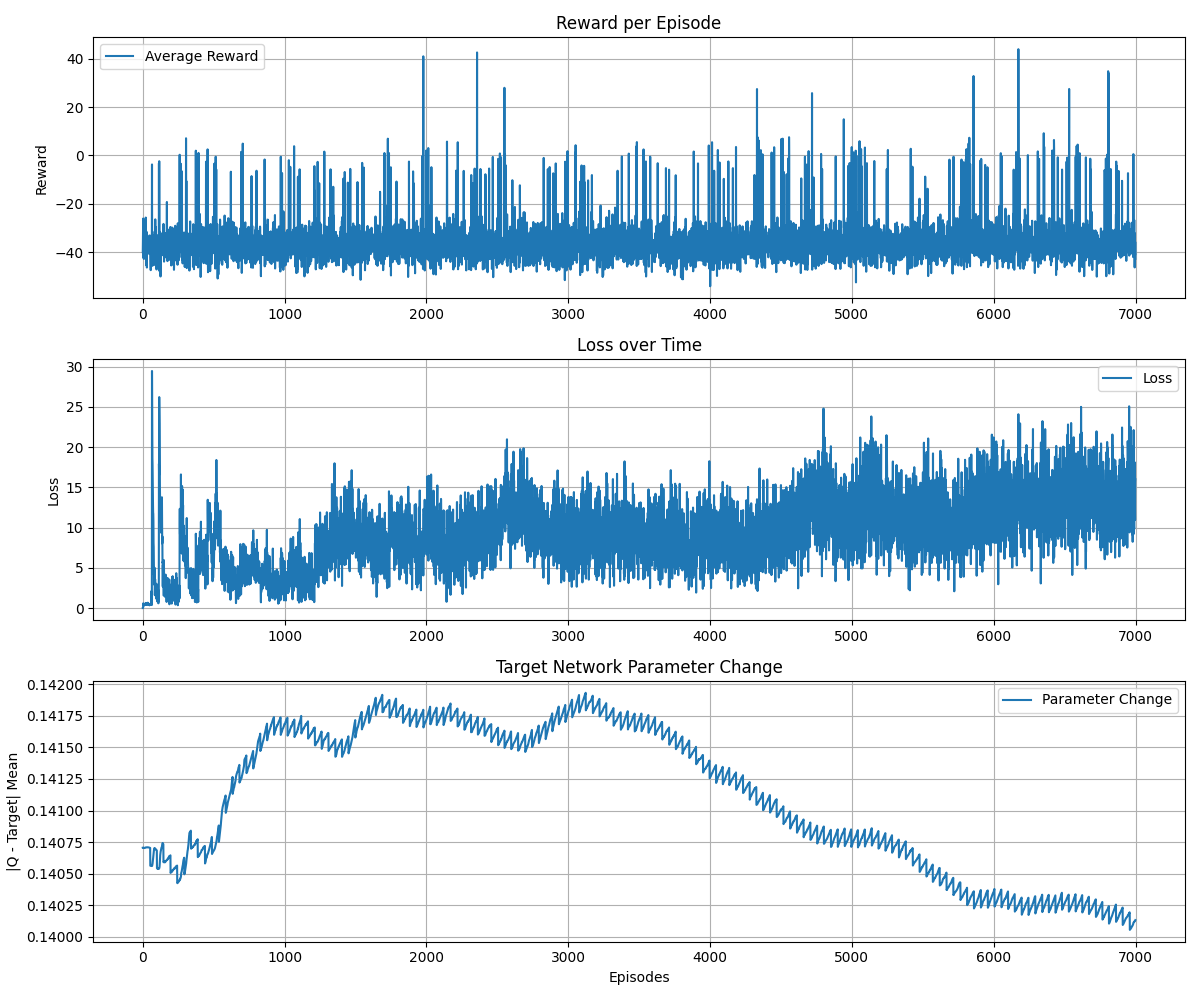 Reward per Episode
Average Reward
Reward
40
20
0
−20
−40
0 1000 2000 3000 4000 5000 6000 7000
Loss over Time
Loss
Loss
30
25
20
15
10
5
0
0 1000 2000 3000 4000 5000 6000 7000
Target Network Parameter Change
Parameter Change
|Q - Target| Mean
0.14200
0.14175
0.14150
0.14125
0.14100
0.14075
0.14050
0.14025
0.14000
0 1000 2000 3000 4000 5000 6000 7000
Episodes